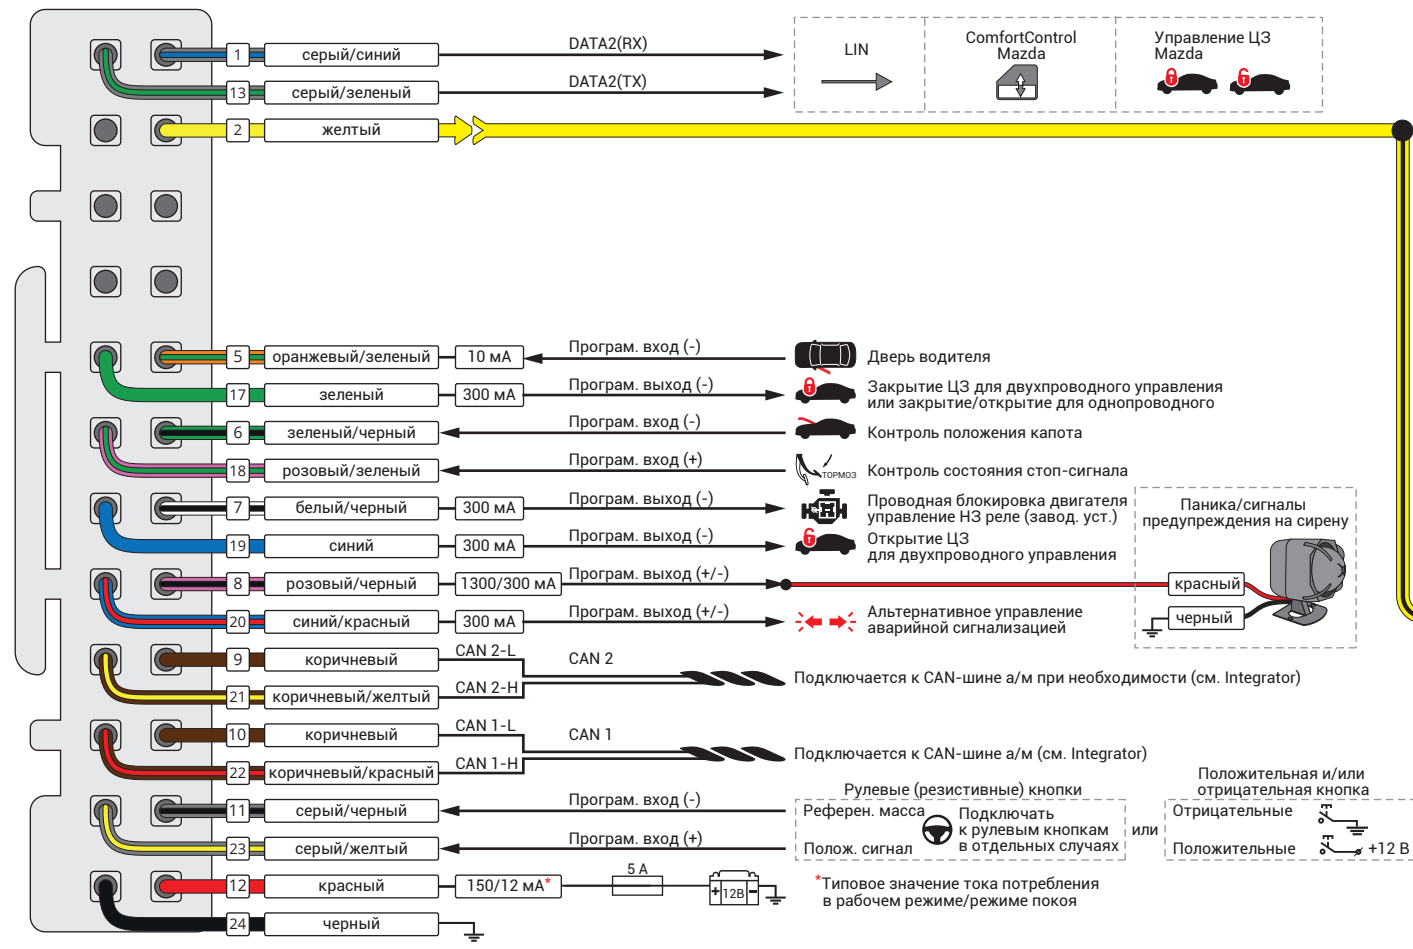 1 серый/синий DATA2(RX)
LIN
ComfortControl
Mazda
Управление ЦЗ
Mazda
13 серый/зеленый DATA2(TX)
2 желтый
5 оранжевый/зеленый 10 мА Програм. вход (-) Дверь водителя
17 зеленый 300 мА Програм. выход (-) Закрытие ЦЗ для двухпроводного управления
или закрытие/открытие для однопроводного
6 зеленый/черный Програм. вход (-) Контроль положения капота
18 розовый/зеленый Програм. вход (+) ТОРМОЗ Контроль состояния стоп-сигнала
7 белый/черный 300 мА Програм. выход (-) Проводная блокировка двигателя
управление НЗ реле (завод. уст.)
19 синий 300 мА Програм. выход (-) Открытие ЦЗ
для двухпроводного управления
Паника/сигналы
предупреждения на сирену
8 розовый/черный 1300/300 мА Програм. выход (+/-) красный
черный
20 синий/красный 300 мА Програм. выход (+/-) Альтернативное управление
аварийной сигнализацией
9 коричневый CAN 2-L CAN 2
21 коричневый/желтый CAN 2-H Подключается к CAN-шине а/м при необходимости (см. Integrator)
10 коричневый CAN 1-L CAN 1
22 коричневый/красный CAN 1-H Подключается к CAN-шине а/м (см. Integrator)
Рулевые (резистивные) кнопки
Положительная и/или
отрицательная кнопка
11 серый/черный Програм. вход (-) Референ. масса
23 серый/желтый Програм. вход (+) Полож. сигнал
Подключать
к рулевым кнопкам
в отдельных случаях
или
Отрицательные
Положительные +12 В
12 красный 150/12 мА* 5 А + 12В -
24 черный
*Типовое значение тока потребления
в рабочем режиме/режиме покоя